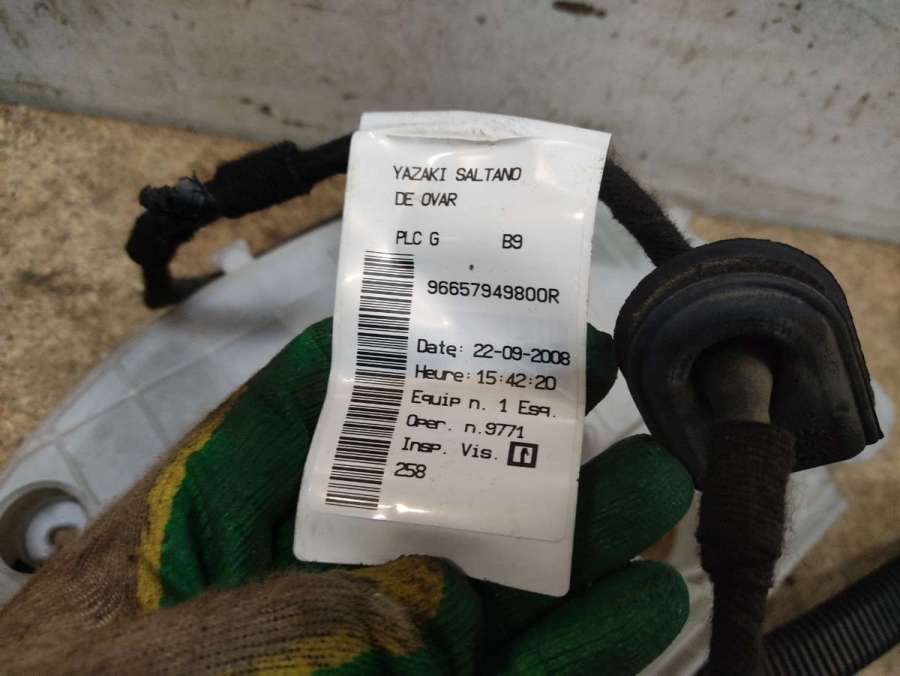 YAZAKI SALTANO
DE OVAR
PLC G B9
96657949800R
Date: 22-09-2008
Heure: 15:42:20
Equip n. 1 Esq.
Oper. n.9771
Insp. Vis.
258